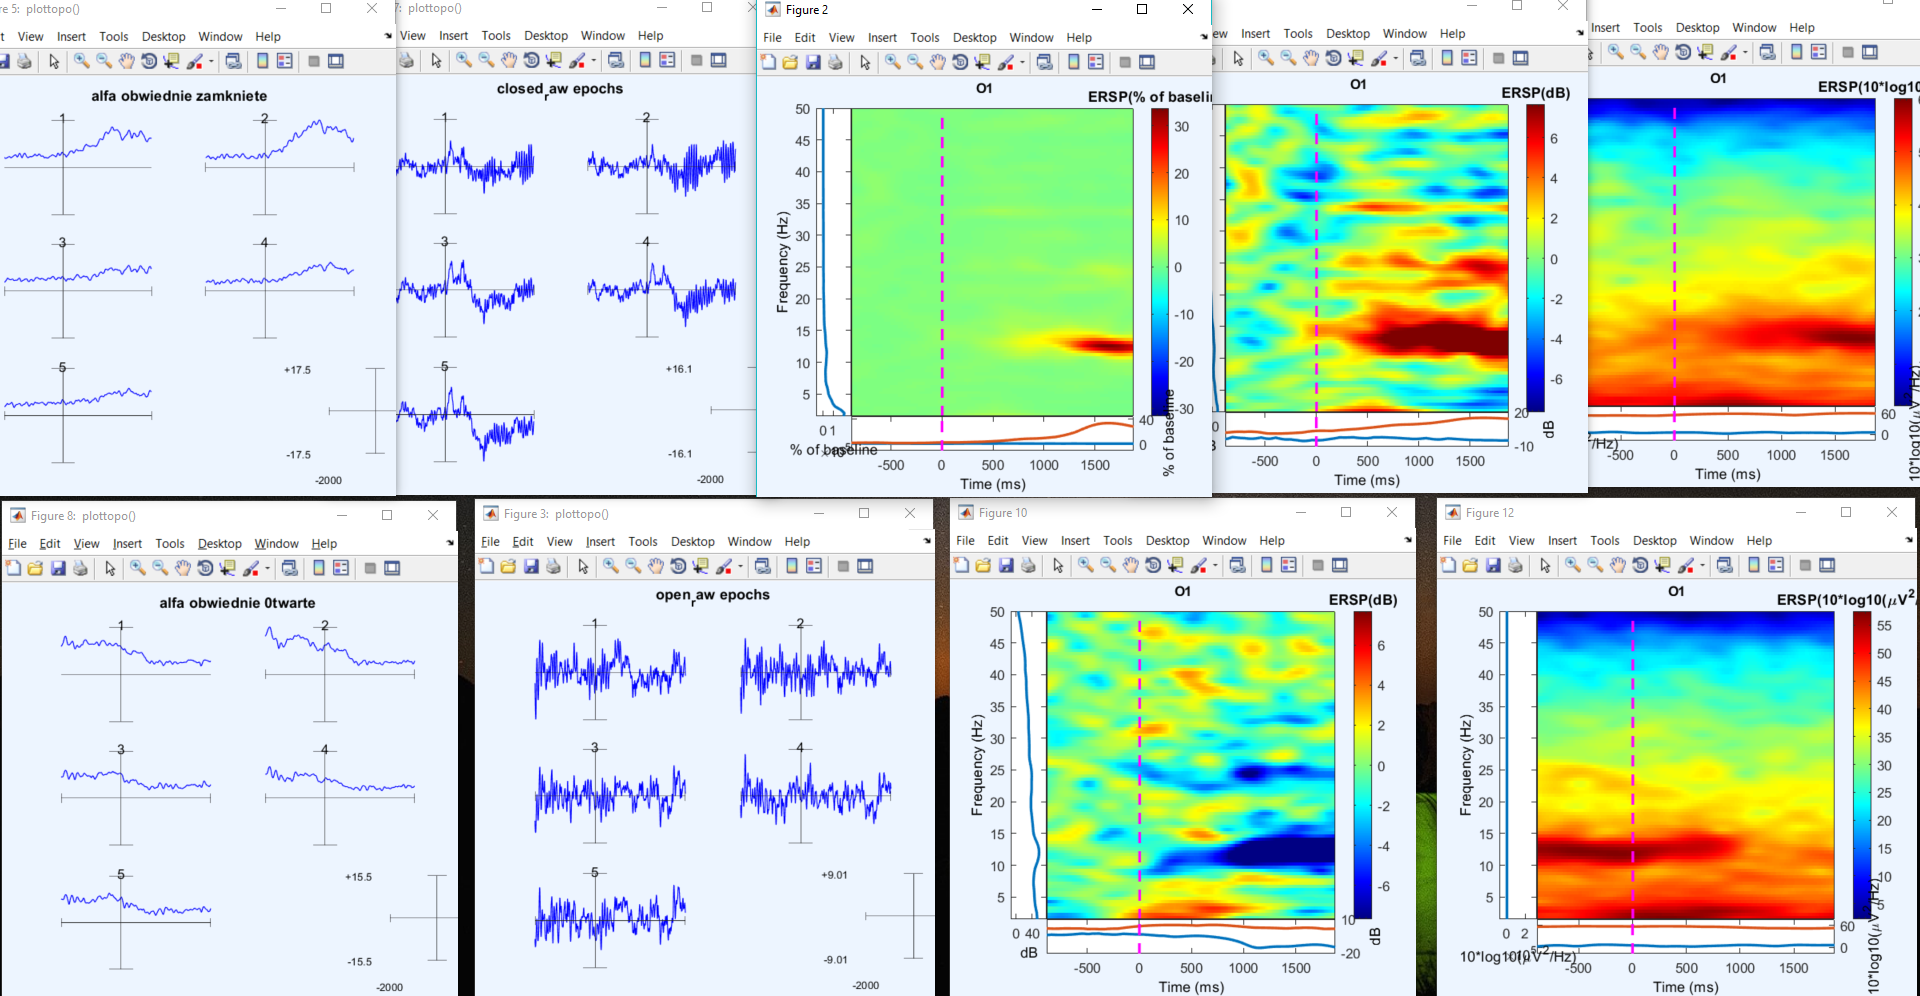 re 5: plottopo()
t View Insert Tools Desktop Window Help
alfa obwiednie zamkniete
1
2
3
4
5
+17.5
-17.5
-2000
7: plottopo()
View Insert Tools Desktop Window Help
closed_raw epochs
1
2
3
4
5
+16.1
-16.1
-2000
Figure 2
File Edit View Insert Tools Desktop Window Help
O1
ERSP(% of baseli
50
45
40
35
30
25
20
15
10
5
Frequency (Hz)
30
20
10
0
-10
-20
-30
0 1
% of baseline
40
0
% of baseline
-500 0 500 1000 1500
Time (ms)
ew Insert Tools Desktop Window Help
O1
ERSP(dB)
6
4
2
0
-2
-4
-6
20
-10
dB
-500 0 500 1000 1500
Time (ms)
Insert Tools Desktop Window Help
O1
ERSP(10*log10
60
0
-500 0 500 1000 1500
Time (ms)
Figure 8: plottopo()
File Edit View Insert Tools Desktop Window Help
alfa obwiednie 0twarte
1
2
3
4
5
+15.5
-15.5
-2000
Figure 3: plottopo()
File Edit View Insert Tools Desktop Window Help
open_raw epochs
1
2
3
4
5
+9.01
-9.01
-2000
Figure 10
File Edit View Insert Tools Desktop Window Help
O1
ERSP(dB)
50
45
40
35
30
25
20
15
10
5
Frequency (Hz)
6
4
2
0
-2
-4
-6
0 40
dB
10
-20
dB
-500 0 500 1000 1500
Time (ms)
Figure 12
File Edit View Insert Tools Desktop Window Help
O1
ERSP(10*log10(μV²/
50
45
40
35
30
25
20
15
10
5
Frequency (Hz)
55
50
45
40
35
30
25
20
15
10
5
0 2
10*log10(μV²/Hz)
60
0
10*log10(μV²/Hz)
-500 0 500 1000 1500
Time (ms)